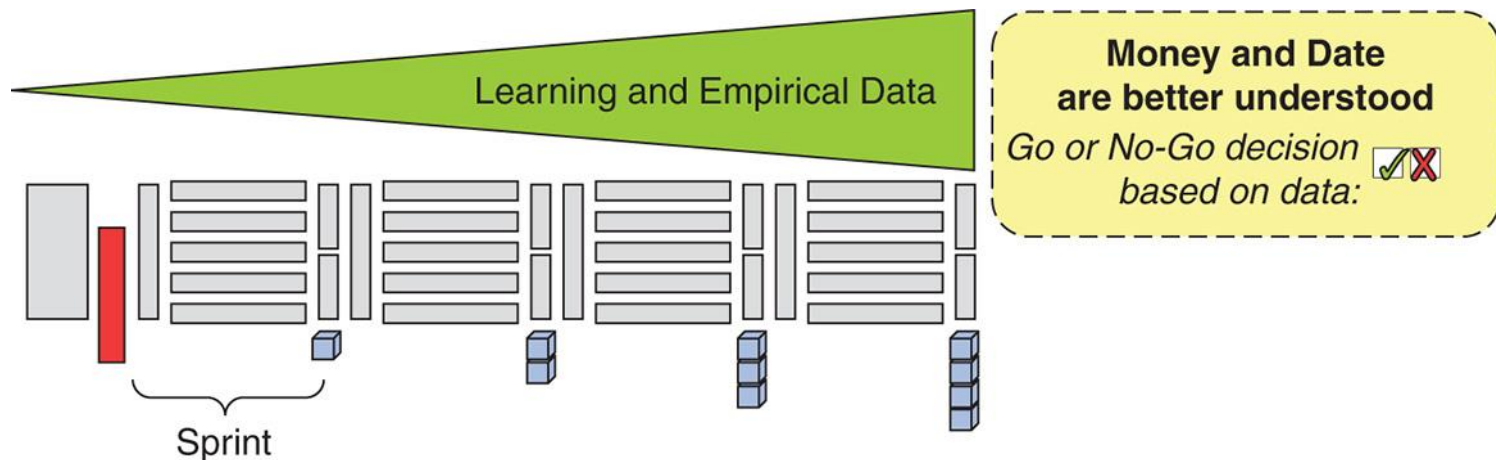 Learning and Empirical Data
Money and Date
are better understood
Go or No-Go decision
based on data:
Sprint